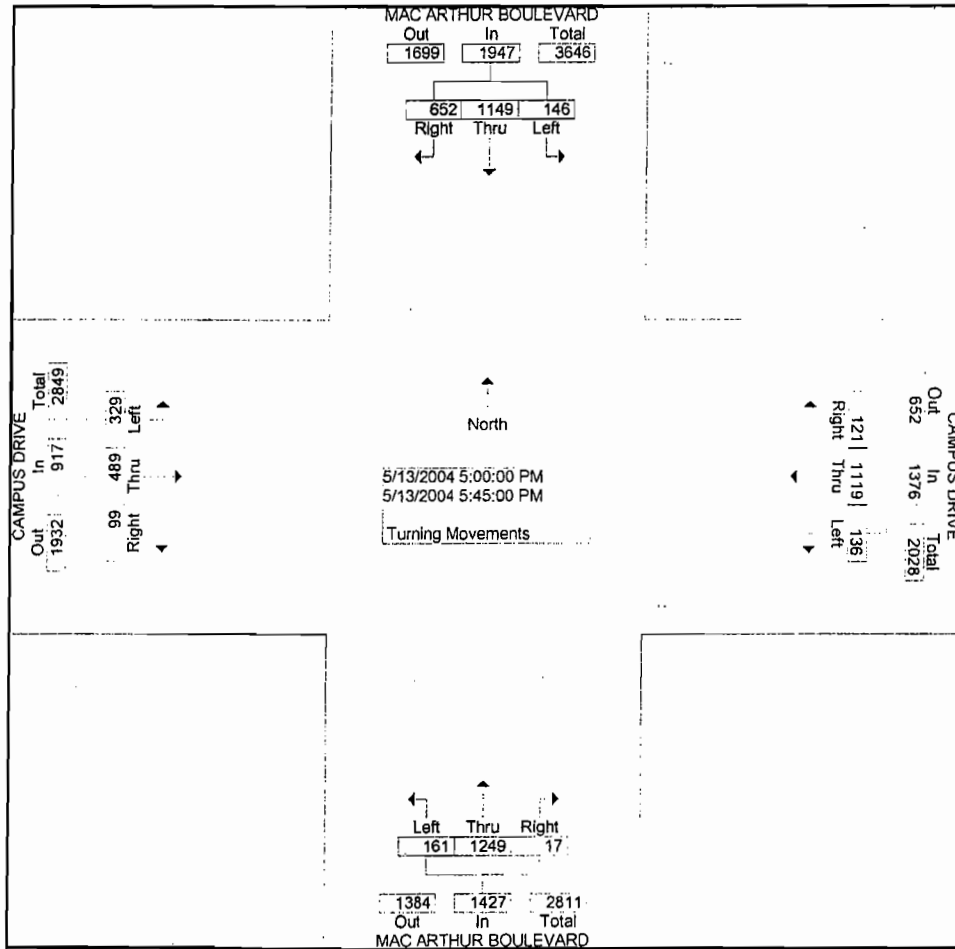 MAC ARTHUR BOULEVARD
Out In Total
1699 1947 3646
652 1149 146
Right Thru Left
CAMPUS DRIVE
Out In Total
1932 917 2849
Right Thru Left
99 489 329
North
5/13/2004 5:00:00 PM
5/13/2004 5:45:00 PM
Turning Movements
Right Thru Left
121 1119 136
Out In Total
652 1376 2028
CAMPUS DRIVE
Left Thru Right
161 1249 17
1384 1427 2811
Out In Total
MAC ARTHUR BOULEVARD